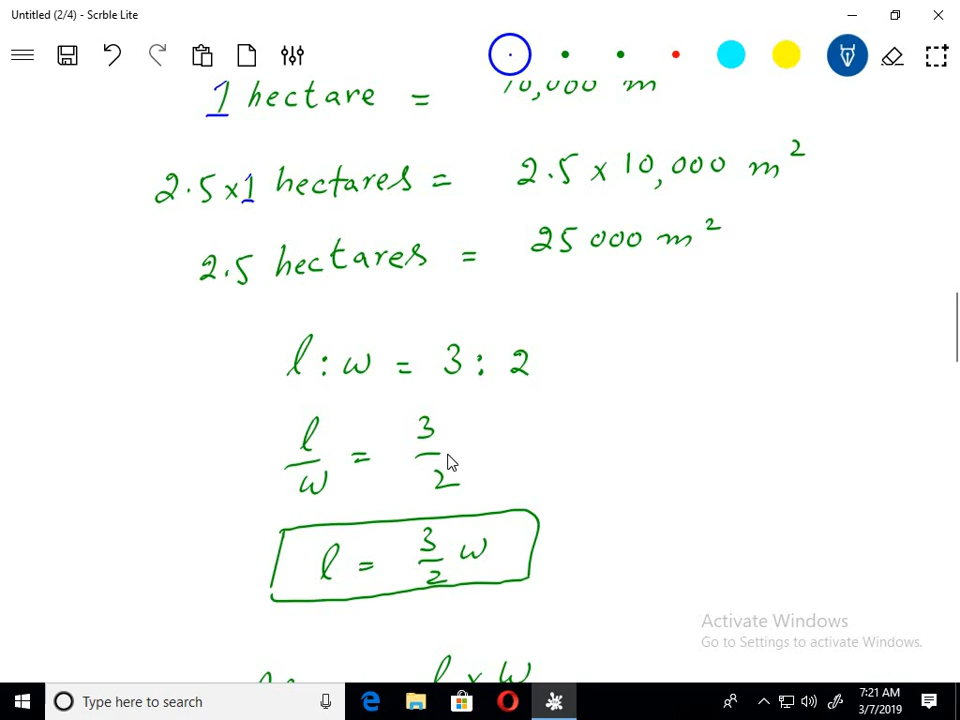 Untitled (2/4) - Scrble Lite
1 hectare = 10,000 m
2.5 x 1 hectares = 2.5 x 10,000 m²
2.5 hectares = 25 000 m²
l : w = 3 : 2
l/w = 3/2
l = 3/2 w
l x w
Activate Windows
Go to Settings to activate Windows.
Type here to search
7:21 AM
3/7/2019